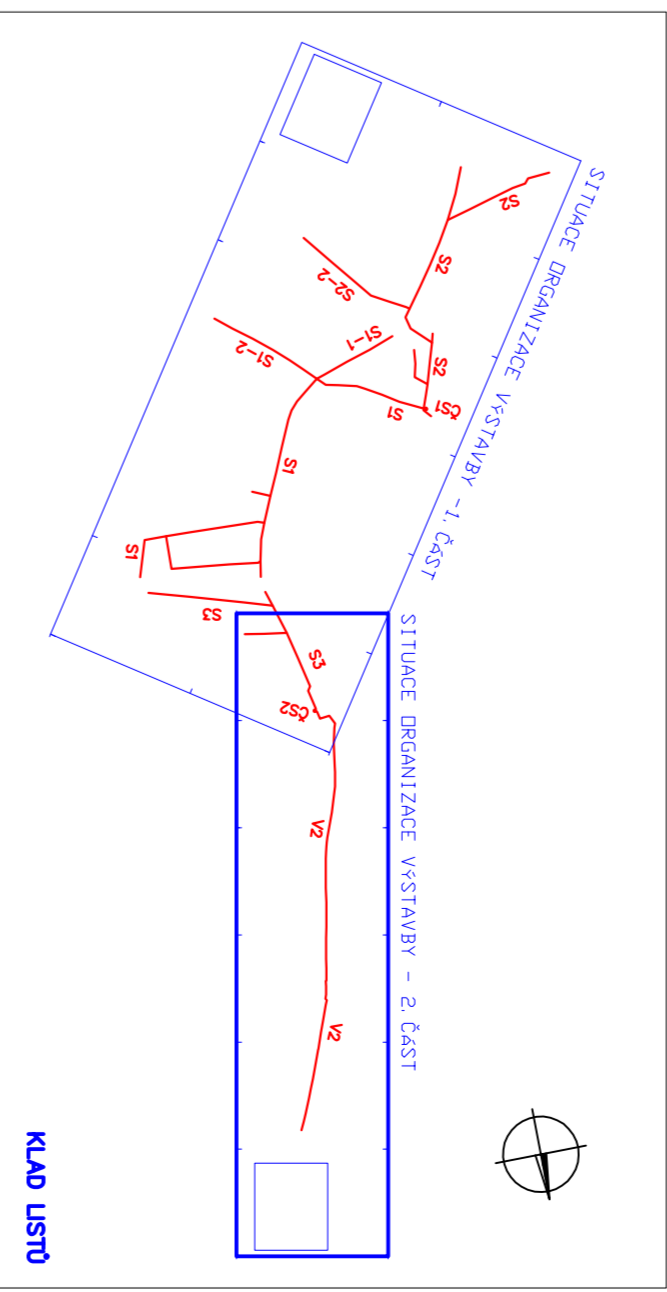 SITUACE ORGANIZACE VÝSTAVBY -1. ČÁST
S2
S2
S2-2
S2
S1-1
S1-2
S1
ČS1
S1
S1
S3
S3
ČS2
SITUACE ORGANIZACE VÝSTAVBY - 2. ČÁST
V2
V2
KLAD LISTŮ